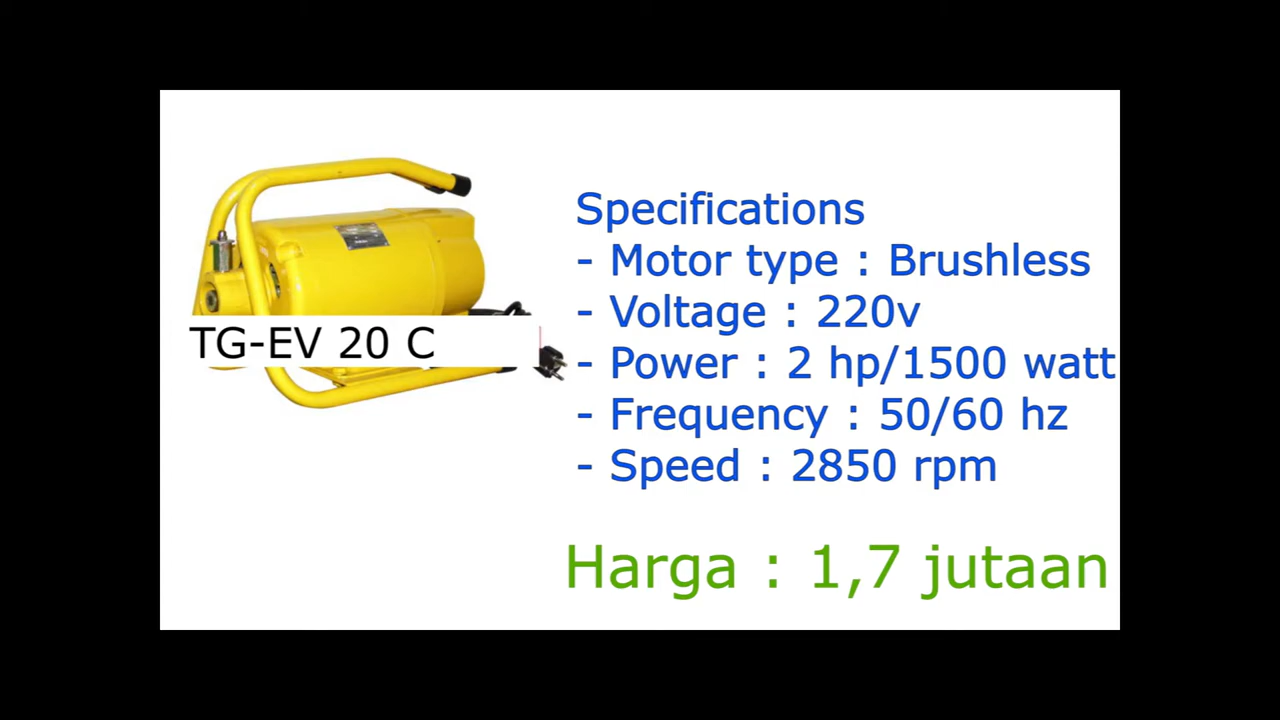 TG-EV 20 C
Specifications
- Motor type : Brushless
- Voltage : 220v
- Power : 2 hp/1500 watt
- Frequency : 50/60 hz
- Speed : 2850 rpm
Harga : 1,7 jutaan